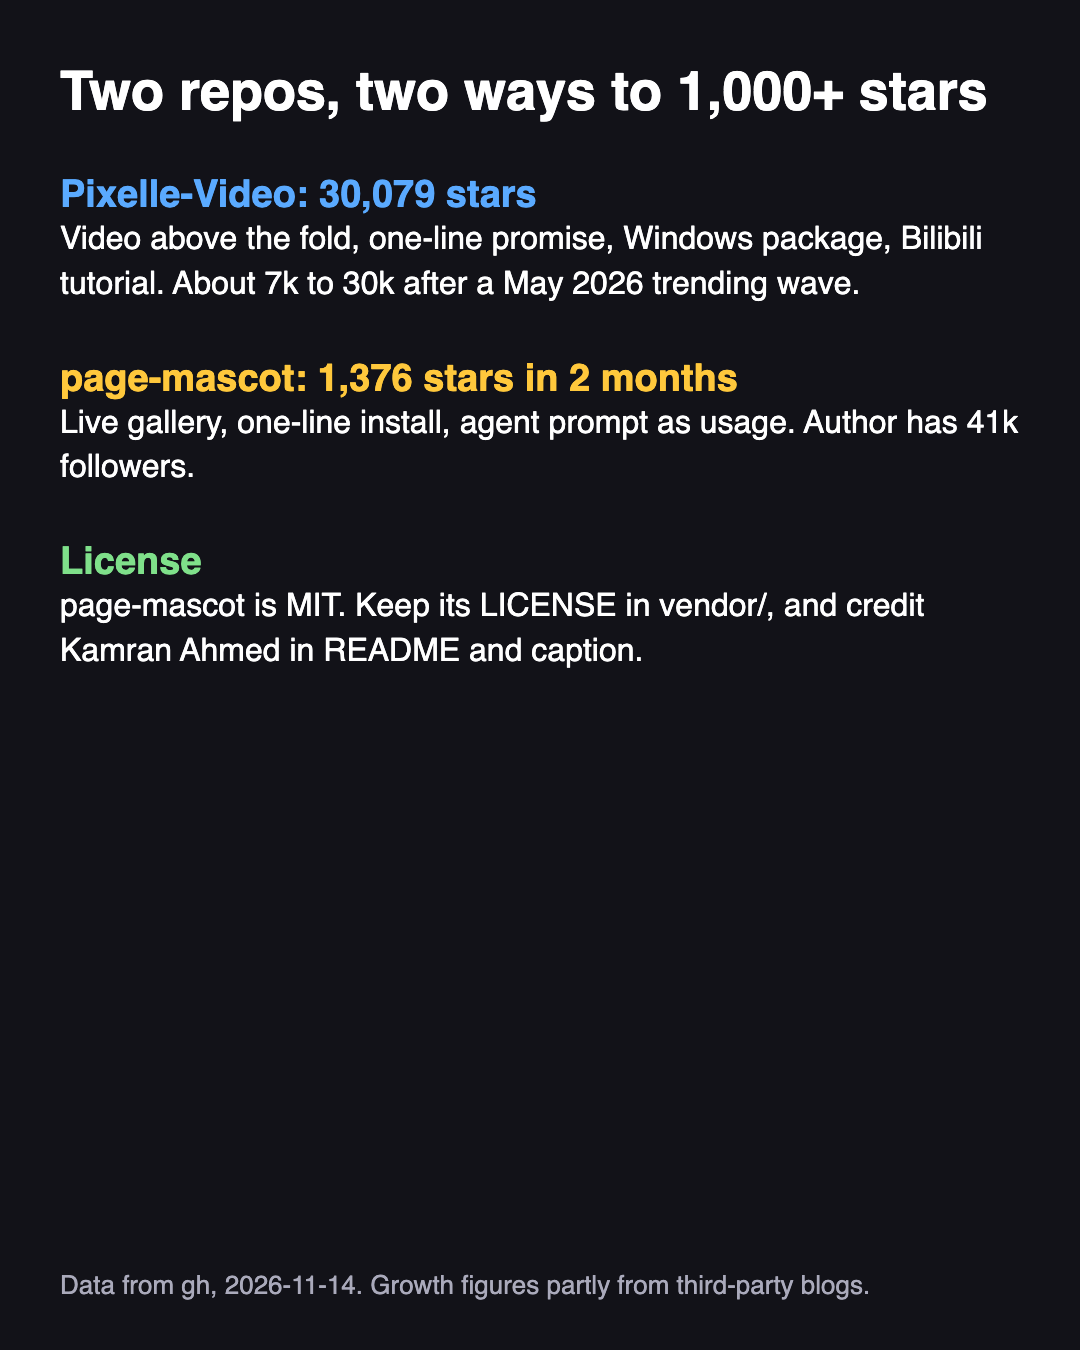 Two repos, two ways to 1,000+ stars
Pixelle-Video: 30,079 stars
Video above the fold, one-line promise, Windows package, Bilibili
tutorial. About 7k to 30k after a May 2026 trending wave.
page-mascot: 1,376 stars in 2 months
Live gallery, one-line install, agent prompt as usage. Author has 41k
followers.
License
page-mascot is MIT. Keep its LICENSE in vendor/, and credit
Kamran Ahmed in README and caption.
Data from gh, 2026-11-14. Growth figures partly from third-party blogs.